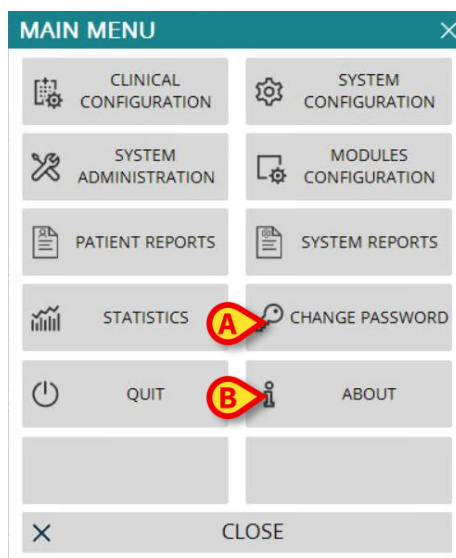 MAIN MENU
CLINICAL
CONFIGURATION
SYSTEM
CONFIGURATION
SYSTEM
ADMINISTRATION
MODULES
CONFIGURATION
PATIENT REPORTS
SYSTEM REPORTS
STATISTICS
A
CHANGE PASSWORD
QUIT
B
ABOUT
CLOSE